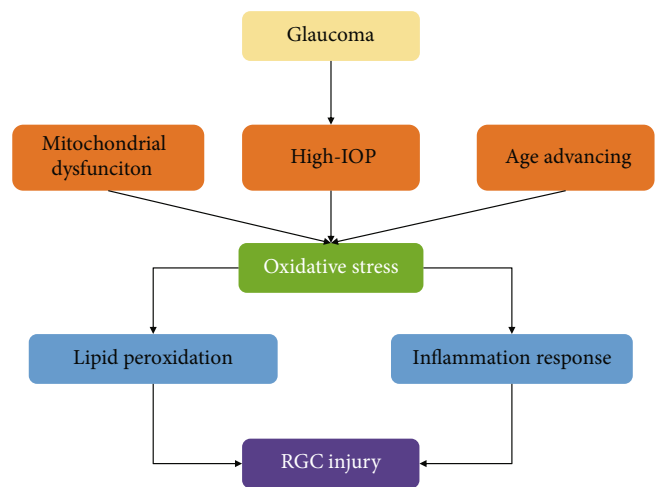 Glaucoma
Mitochondrial
dysfunciton
High-IOP
Age advancing
Oxidative stress
Lipid peroxidation
Inflammation response
RGC injury